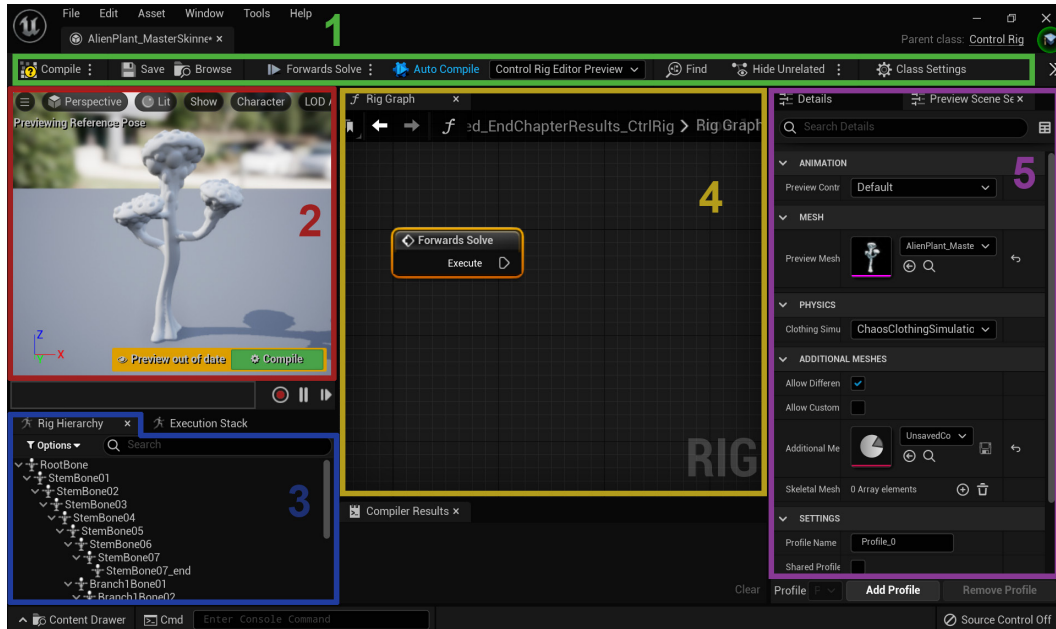 File Edit Asset Window Tools Help
1
AlienPlant_MasterSkinne• ×
Parent class: Control Rig
Compile Save Browse Forwards Solve Auto Compile Control Rig Editor Preview Find Hide Unrelated Class Settings
Perspective Lit Show Character LOD
Previewing Reference Pose
2
Z
X
Preview out of date Compile
Rig Hierarchy × Execution Stack
Options Search
RootBone
StemBone01
StemBone02
StemBone03
StemBone04
StemBone05
StemBone06
StemBone07
StemBone07_end
Branch1Bone01
Branch1Bone02
3
Rig Graph ×
ed_EndChapterResults_CtrlRig > Rig Graph
4
Forwards Solve
Execute
RIG
Compiler Results ×
Clear
Details Preview Scene Se ×
Search Details
5
ANIMATION
Preview Contr Default
MESH
Preview Mesh AlienPlant_Maste
PHYSICS
Clothing Simu ChaosClothingSimulatic
ADDITIONAL MESHES
Allow Differen
Allow Custom
Additional Me UnsavedCo
Skeletal Mesh 0 Array elements
SETTINGS
Profile Name Profile_0
Shared Profile
Profile Add Profile Remove Profile
Content Drawer Cmd Enter Console Command Source Control Off